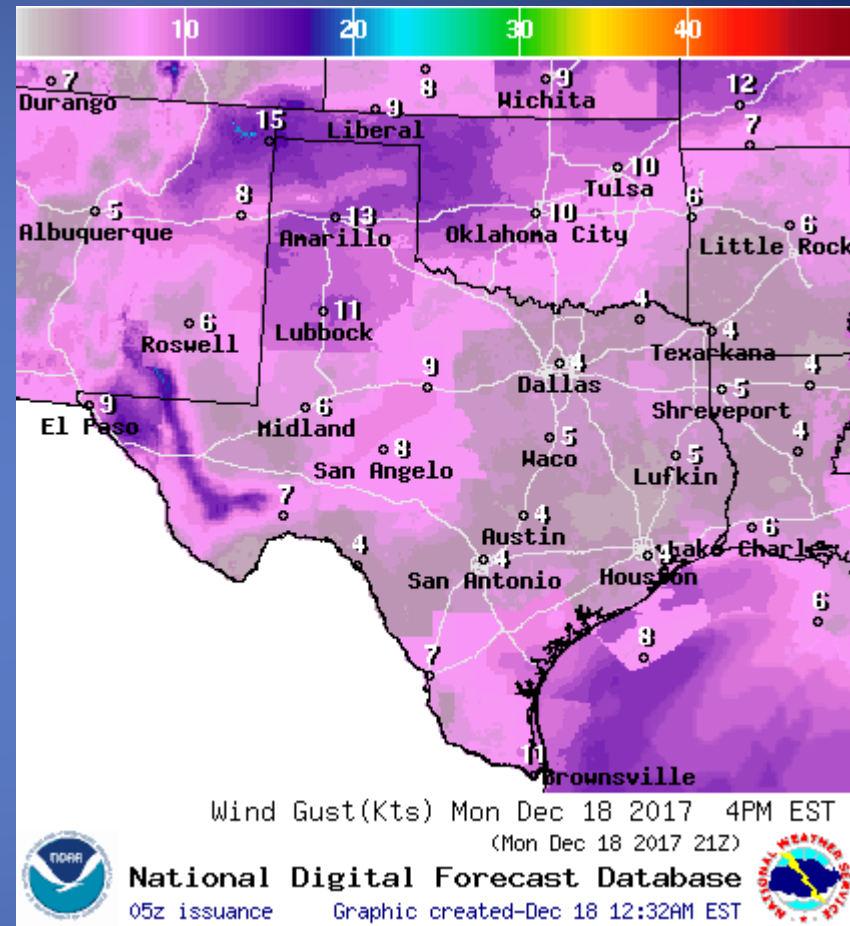 10 20 30 40
7 8 9 12
Durango Wichita
15 9 7
Liberal
10
Tulsa
5 8 13 10 6 6
Albuquerque Amarillo Oklahoma City Little Rock
6 11 4 4
Roswell Lubbock Texarkana
9 4 4
Dallas
9 6 5
El Paso Midland Shreveport
8 5 5 4
San Angelo Waco Lufkin
7 4 6
Austin Lake Charles
4 4 4
San Antonio Houston
6
8
7
11
Brownsville
Wind Gust(Kts) Mon Dec 18 2017 4PM EST
(Mon Dec 18 2017 21Z)
National Digital Forecast Database
05z issuance Graphic created-Dec 18 12:32AM EST
NOAA
NATIONAL WEATHER SERVICE